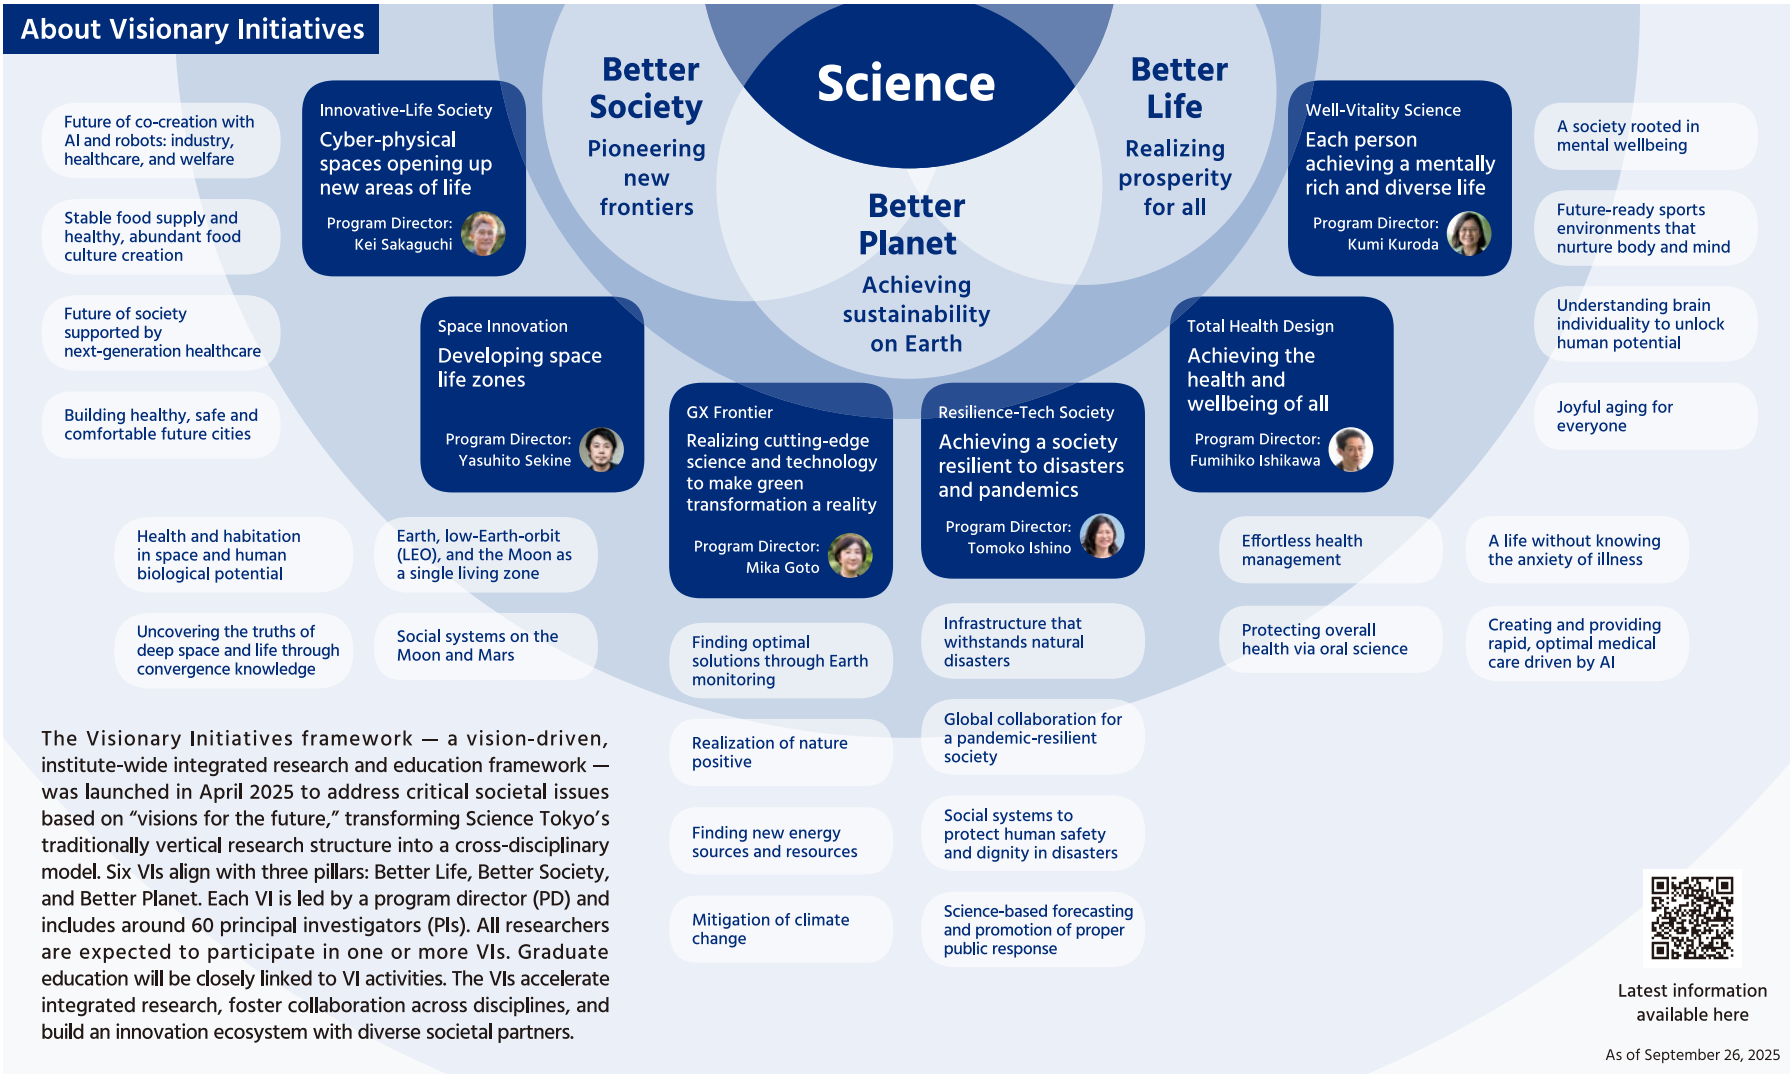 About Visionary Initiatives
Science
Better
Society
Pioneering
new
frontiers
Better
Life
Realizing
prosperity
for all
Better
Planet
Achieving
sustainability
on Earth
Innovative-Life Society
Cyber-physical
spaces opening up
new areas of life
Program Director:
Kei Sakaguchi
Future of co-creation with
AI and robots: industry,
healthcare, and welfare
Stable food supply and
healthy, abundant food
culture creation
Future of society
supported by
next-generation healthcare
Building healthy, safe and
comfortable future cities
Space Innovation
Developing space
life zones
Program Director:
Yasuhito Sekine
Health and habitation
in space and human
biological potential
Earth, low-Earth-orbit
(LEO), and the Moon as
a single living zone
Uncovering the truths of
deep space and life through
convergence knowledge
Social systems on the
Moon and Mars
GX Frontier
Realizing cutting-edge
science and technology
to make green
transformation a reality
Program Director:
Mika Goto
Finding optimal
solutions through Earth
monitoring
Realization of nature
positive
Finding new energy
sources and resources
Mitigation of climate
change
Resilience-Tech Society
Achieving a society
resilient to disasters
and pandemics
Program Director:
Tomoko Ishino
Infrastructure that
withstands natural
disasters
Global collaboration for
a pandemic-resilient
society
Social systems to
protect human safety
and dignity in disasters
Science-based forecasting
and promotion of proper
public response
Total Health Design
Achieving the
health and
wellbeing of all
Program Director:
Fumihiko Ishikawa
Effortless health
management
A life without knowing
the anxiety of illness
Protecting overall
health via oral science
Creating and providing
rapid, optimal medical
care driven by AI
Well-Vitality Science
Each person
achieving a mentally
rich and diverse life
Program Director:
Kumi Kuroda
A society rooted in
mental wellbeing
Future-ready sports
environments that
nurture body and mind
Understanding brain
individuality to unlock
human potential
Joyful aging for
everyone
The Visionary Initiatives framework — a vision-driven,
institute-wide integrated research and education framework —
was launched in April 2025 to address critical societal issues
based on “visions for the future,” transforming Science Tokyo’s
traditionally vertical research structure into a cross-disciplinary
model. Six VIs align with three pillars: Better Life, Better Society,
and Better Planet. Each VI is led by a program director (PD) and
includes around 60 principal investigators (PIs). All researchers
are expected to participate in one or more VIs. Graduate
education will be closely linked to VI activities. The VIs accelerate
integrated research, foster collaboration across disciplines, and
build an innovation ecosystem with diverse societal partners.
Latest information
available here
As of September 26, 2025